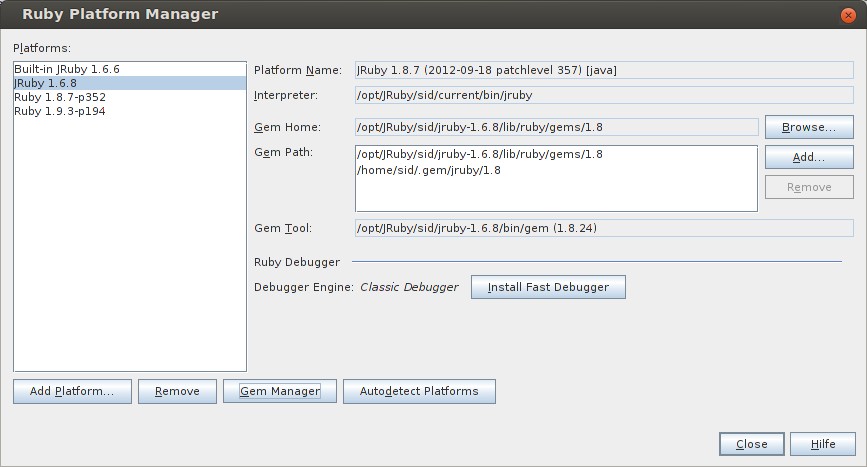 Ruby Platform Manager
Platforms:
Built-in JRuby 1.6.6
JRuby 1.6.8
Ruby 1.8.7-p352
Ruby 1.9.3-p194
Platform Name: JRuby 1.8.7 (2012-09-18 patchlevel 357) [java]
Interpreter: /opt/JRuby/sid/current/bin/jruby
Gem Home: /opt/JRuby/sid/jruby-1.6.8/lib/ruby/gems/1.8 Browse...
Gem Path: /opt/JRuby/sid/jruby-1.6.8/lib/ruby/gems/1.8 Add...
/home/sid/.gem/jruby/1.8
Remove
Gem Tool: /opt/JRuby/sid/jruby-1.6.8/bin/gem (1.8.24)
Ruby Debugger
Debugger Engine: Classic Debugger Install Fast Debugger
Add Platform... Remove Gem Manager Autodetect Platforms
Close Hilfe